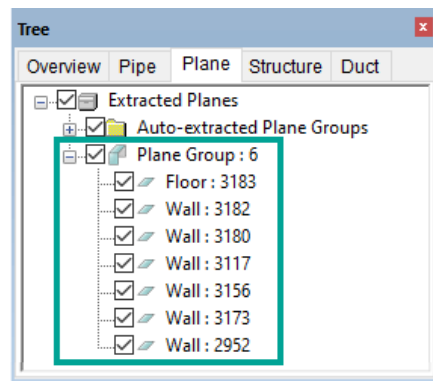 Tree
Overview Pipe Plane Structure Duct
Extracted Planes
Auto-extracted Plane Groups
Plane Group : 6
Floor : 3183
Wall : 3182
Wall : 3180
Wall : 3117
Wall : 3156
Wall : 3173
Wall : 2952